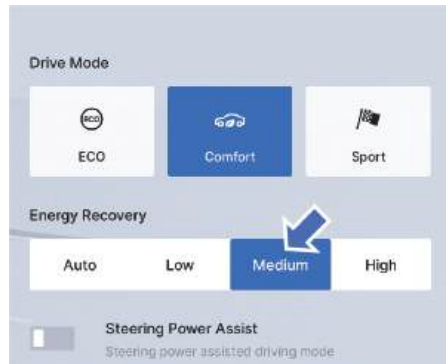 Drive Mode
ECO
ECO
Comfort
Sport
Energy Recovery
Auto
Low
Medium
High
Steering Power Assist
Steering power assisted driving mode